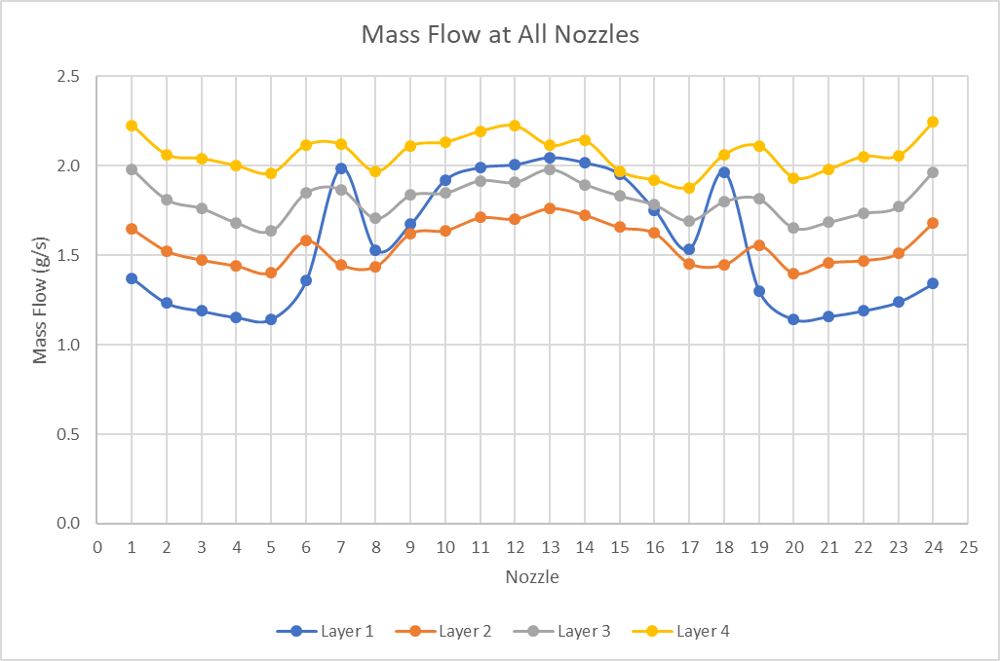 Mass Flow at All Nozzles
Mass Flow (g/s)
2.5
2.0
1.5
1.0
0.5
0.0
0 1 2 3 4 5 6 7 8 9 10 11 12 13 14 15 16 17 18 19 20 21 22 23 24 25
Nozzle
Layer 1 Layer 2 Layer 3 Layer 4